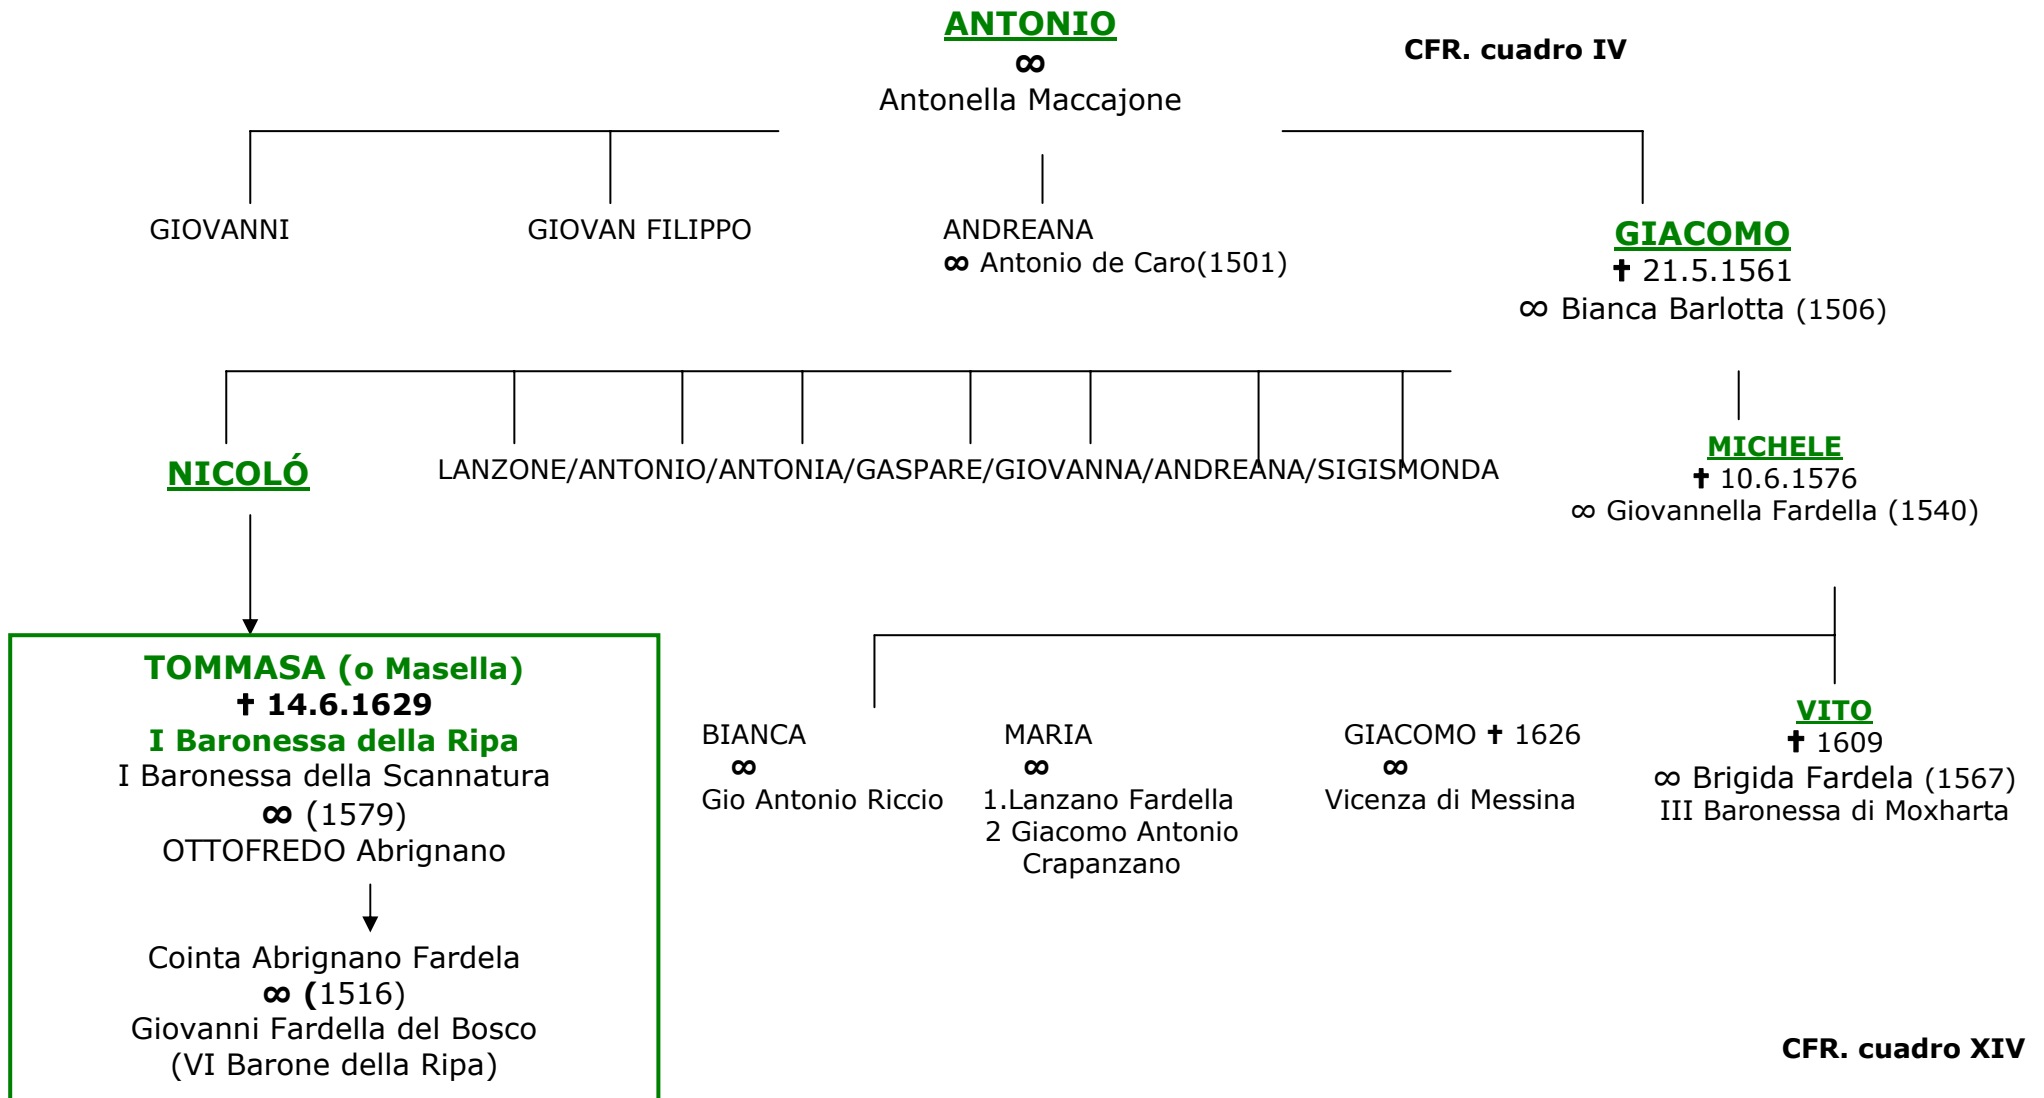 ANTONIO
∞
Antonella Maccajone
CFR. cuadro IV
GIOVANNI
GIOVAN FILIPPO
ANDREANA
∞ Antonio de Caro(1501)
GIACOMO
✝ 21.5.1561
∞ Bianca Barlotta (1506)
NICOLÓ
LANZONE/ANTONIO/ANTONIA/GASPARE/GIOVANNA/ANDREANA/SIGISMONDA
MICHELE
✝ 10.6.1576
∞ Giovannella Fardella (1540)
TOMMASA (o Masella)
✝ 14.6.1629
I Baronessa della Ripa
I Baronessa della Scannatura
∞ (1579)
OTTOFREDO Abrignano
Cointa Abrignano Fardela
∞ (1516)
Giovanni Fardella del Bosco
(VI Barone della Ripa)
BIANCA
∞
Gio Antonio Riccio
MARIA
∞
1.Lanzano Fardella
2 Giacomo Antonio
Crapanzano
GIACOMO ✝ 1626
∞
Vicenza di Messina
VITO
✝ 1609
∞ Brigida Fardela (1567)
III Baronessa di Moxharta
CFR. cuadro XIV